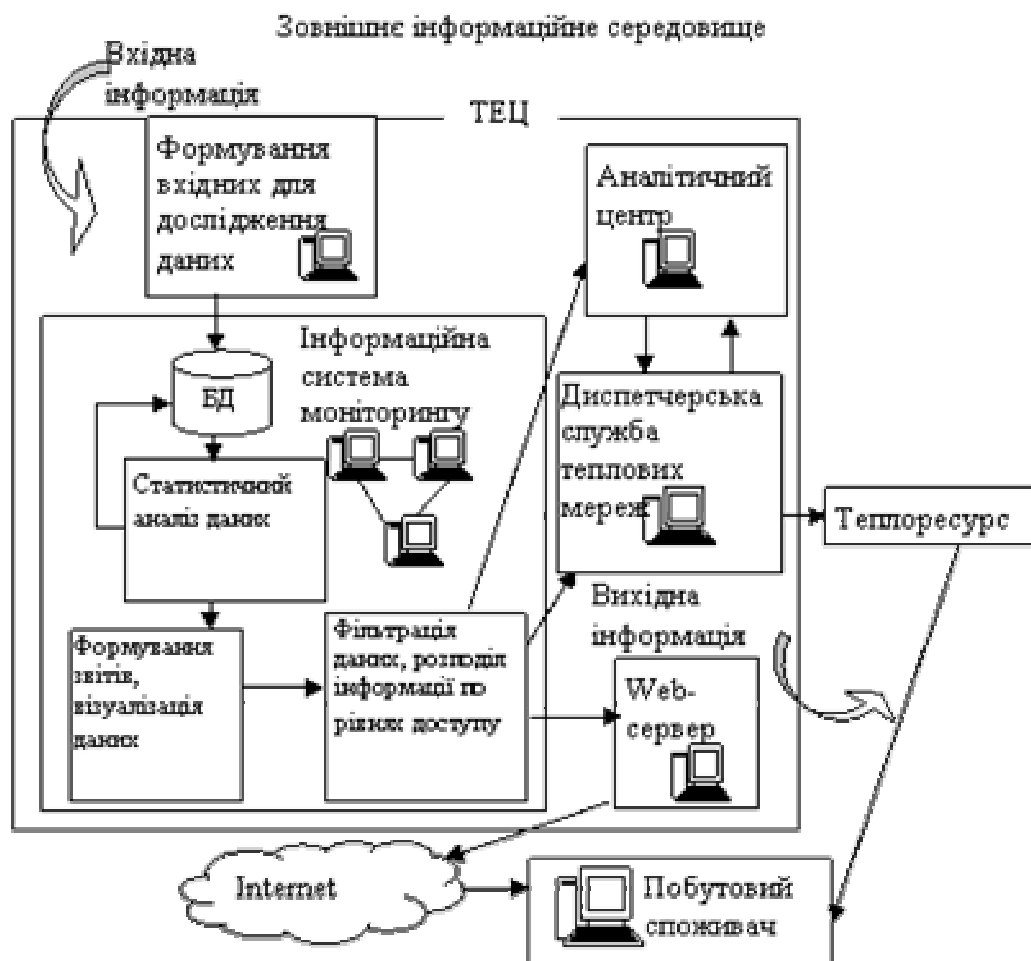 Зовнішнє інформаційне середовище
Вхідна
інформація
ТЕЦ
Формування
вхідних для
дослідження
даних
Аналітичний
центр
Інформаційна
система
моніторингу
БД
Статистичний
аналіз даних
Диспетчерська
служба
теплових
мереж
Теплоресурс
Формування
звітів,
візуалізація
даних
Фільтрація
даних, розподіл
інформації по
рівнях доступу
Вихідна
інформація
Web-
сервер
Internet
Побутовий
споживач